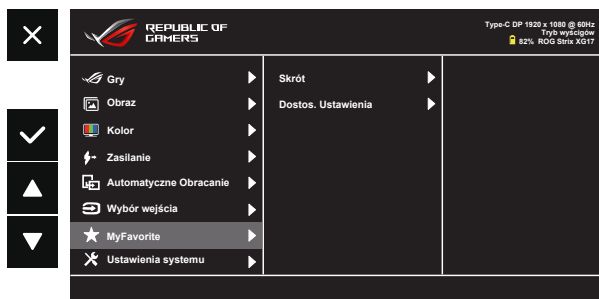 REPUBLIC OF
GAMERS
Type-C DP 1920 x 1080 @ 60Hz
Tryb wyścigów
82% ROG Strix XG17
Gry
Obraz
Kolor
Zasilanie
Automatyczne Obracanie
Wybór wejścia
MyFavorite
Ustawienia systemu
Skrót
Dostos. Ustawienia